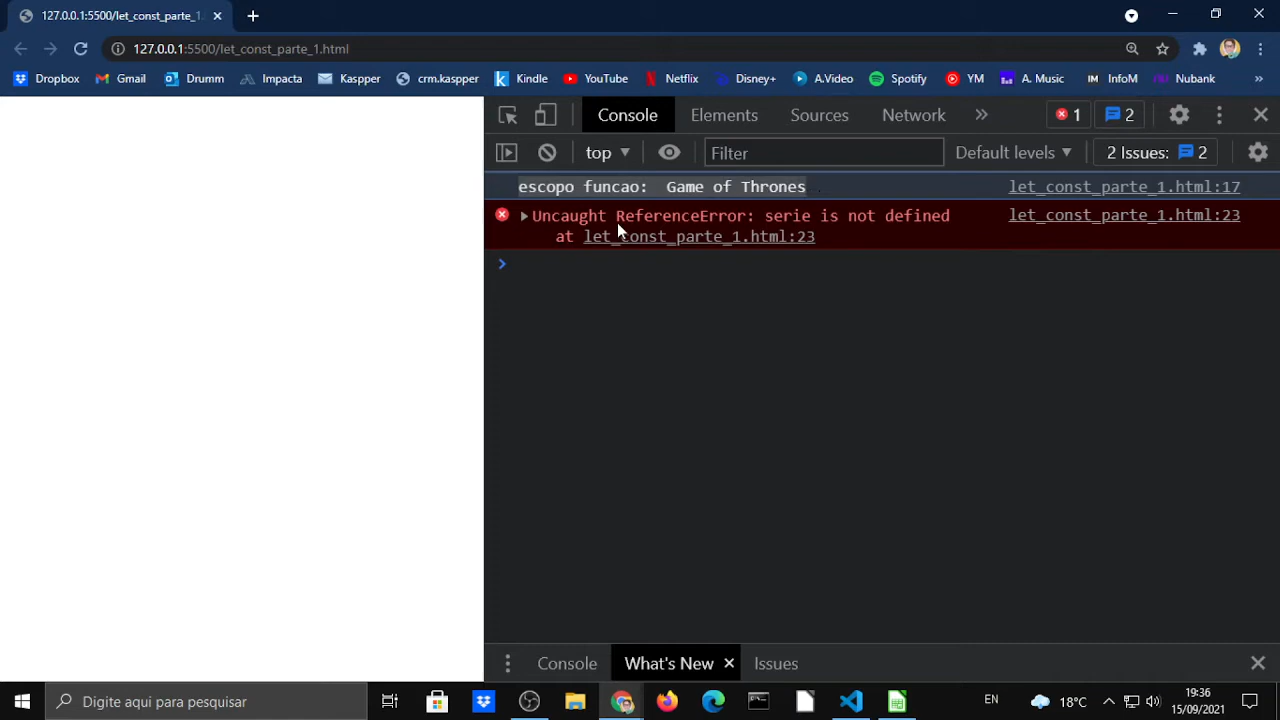 127.0.0.1:5500/let_const_parte_1.
127.0.0.1:5500/let_const_parte_1.html
Dropbox Gmail Drumm Impacta Kaspper crm.kaspper Kindle YouTube Netflix Disney+ A.Video Spotify YM A. Music IM InfoM Nubank »
Console Elements Sources Network » 1 2
top Filter Default levels 2 Issues: 2
escopo funcao: Game of Thrones let_const_parte_1.html:17
Uncaught ReferenceError: serie is not defined let_const_parte_1.html:23
at let_const_parte_1.html:23
Console What's New Issues
Digite aqui para pesquisar EN 18°C 19:36
15/09/2021